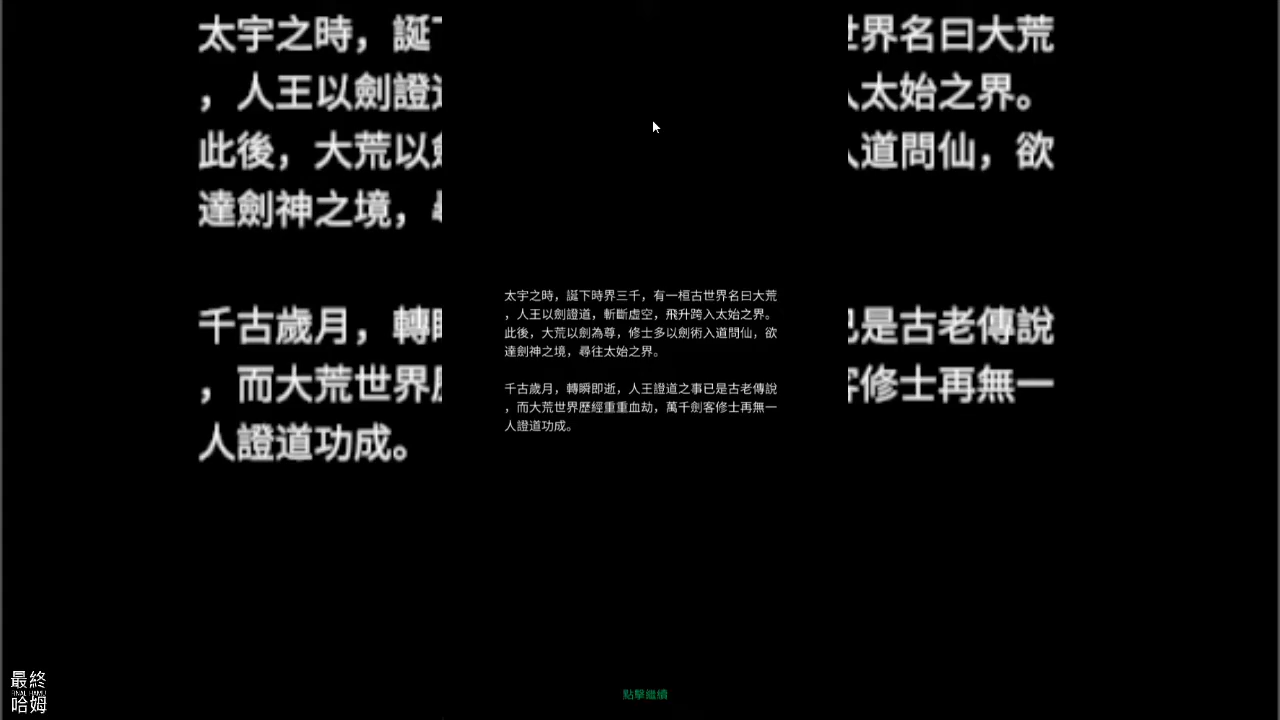 太宇之時，誕下時界三千，有一桓古世界名曰大荒
，人王以劍證道，斬斷虛空，飛升跨入太始之界。
此後，大荒以劍為尊，修士多以劍術入道問仙，欲
達劍神之境，尋往太始之界。
千古歲月，轉瞬即逝，人王證道之事已是古老傳說
，而大荒世界歷經重重血劫，萬千劍客修士再無一
人證道功成。
點擊繼續
最終
哈姆